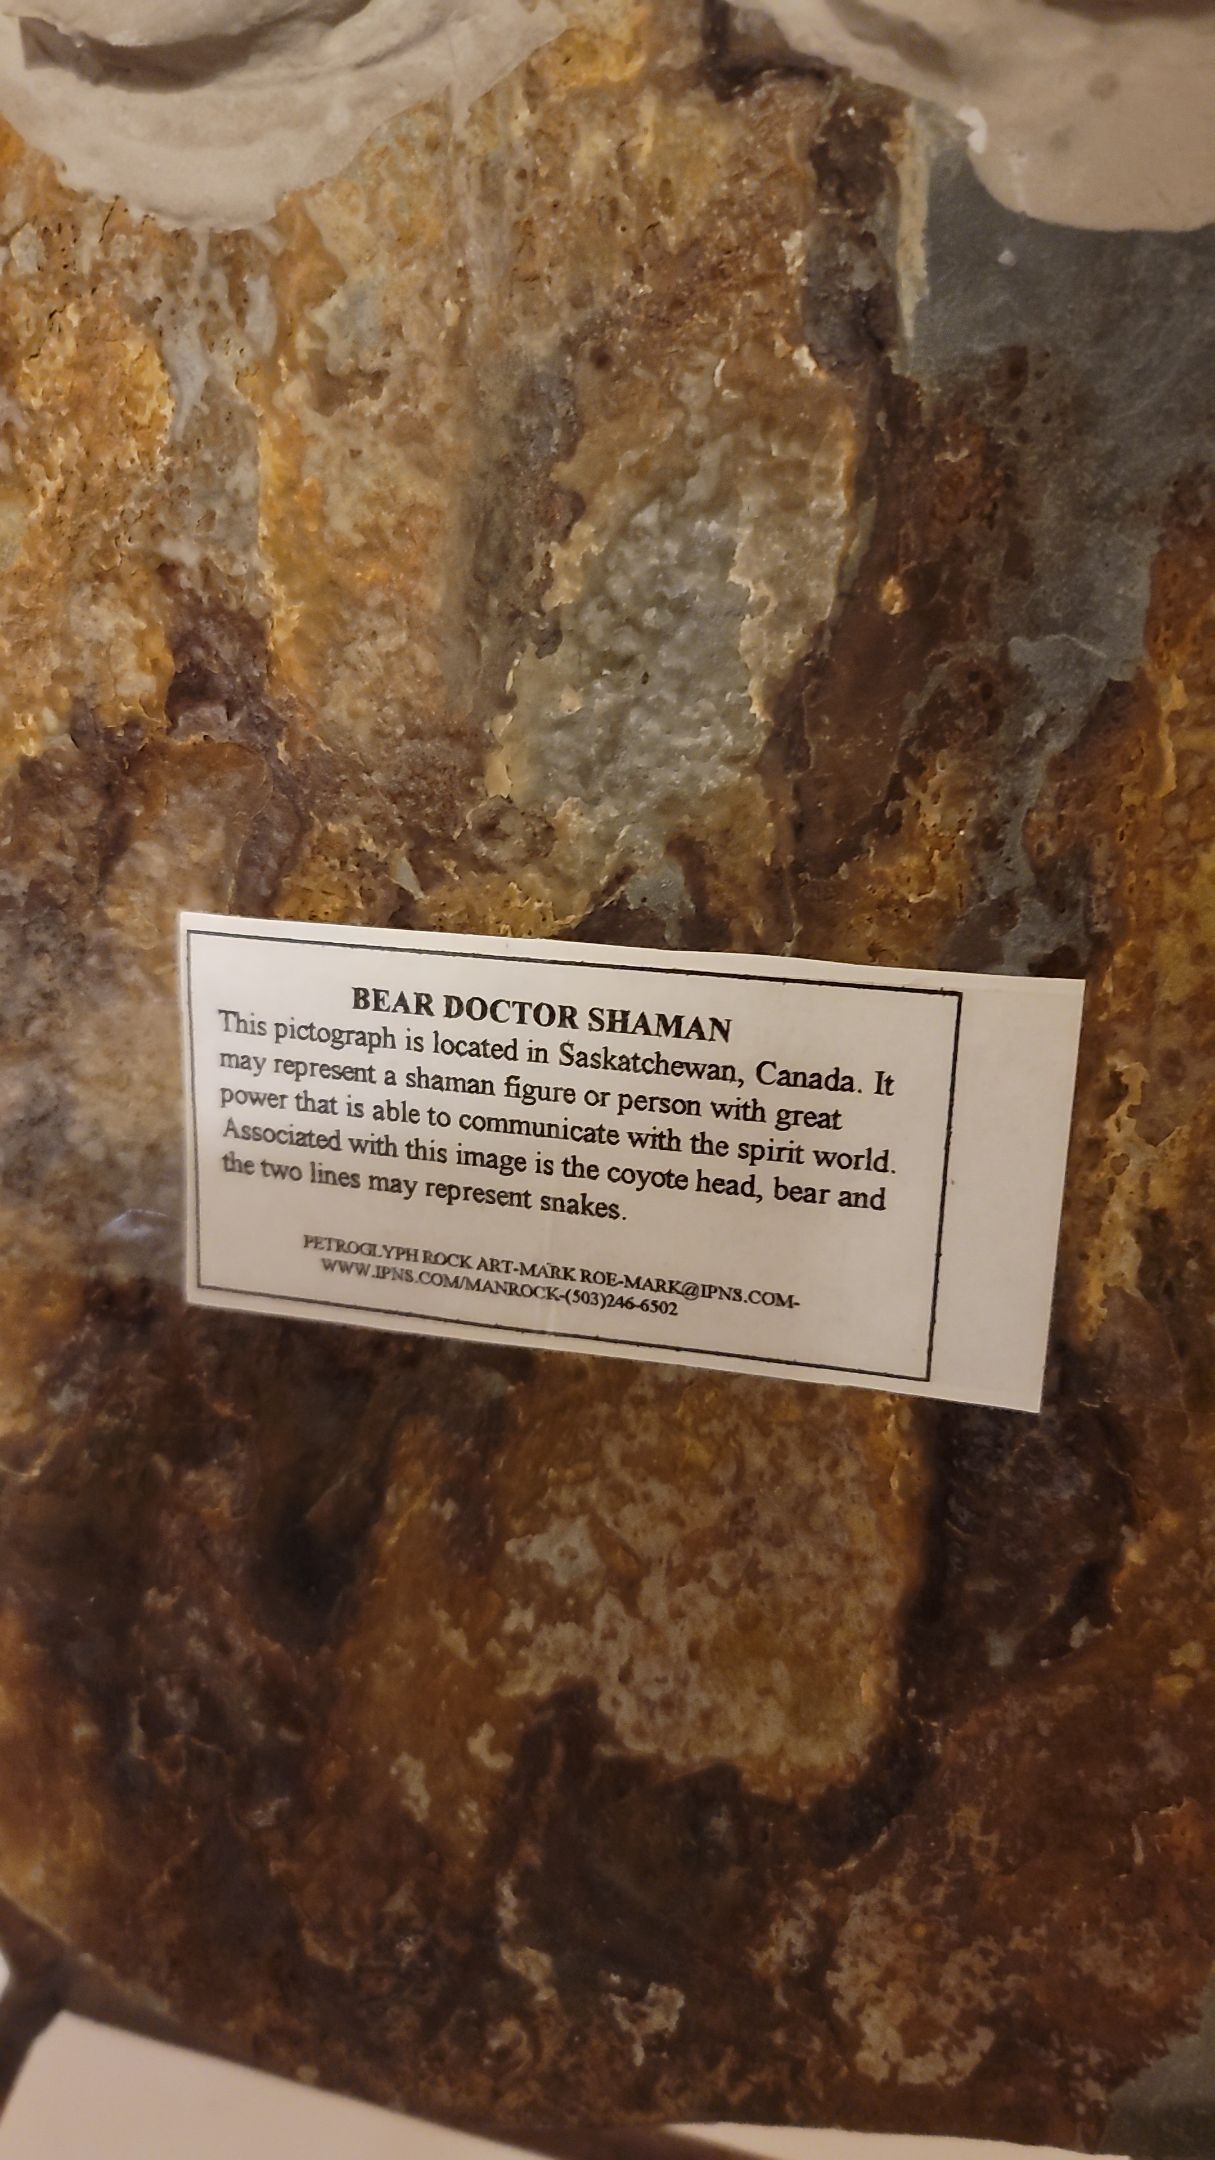 BEAR DOCTOR SHAMAN
This pictograph is located in Saskatchewan, Canada. It
may represent a shaman figure or person with great
power that is able to communicate with the spirit world.
Associated with this image is the coyote head, bear and
the two lines may represent snakes.
PETROGLYPH ROCK ART-MARK ROE-MARK@IPNS.COM-
WWW.IPNS.COM/MANROCK-(503)246-6502